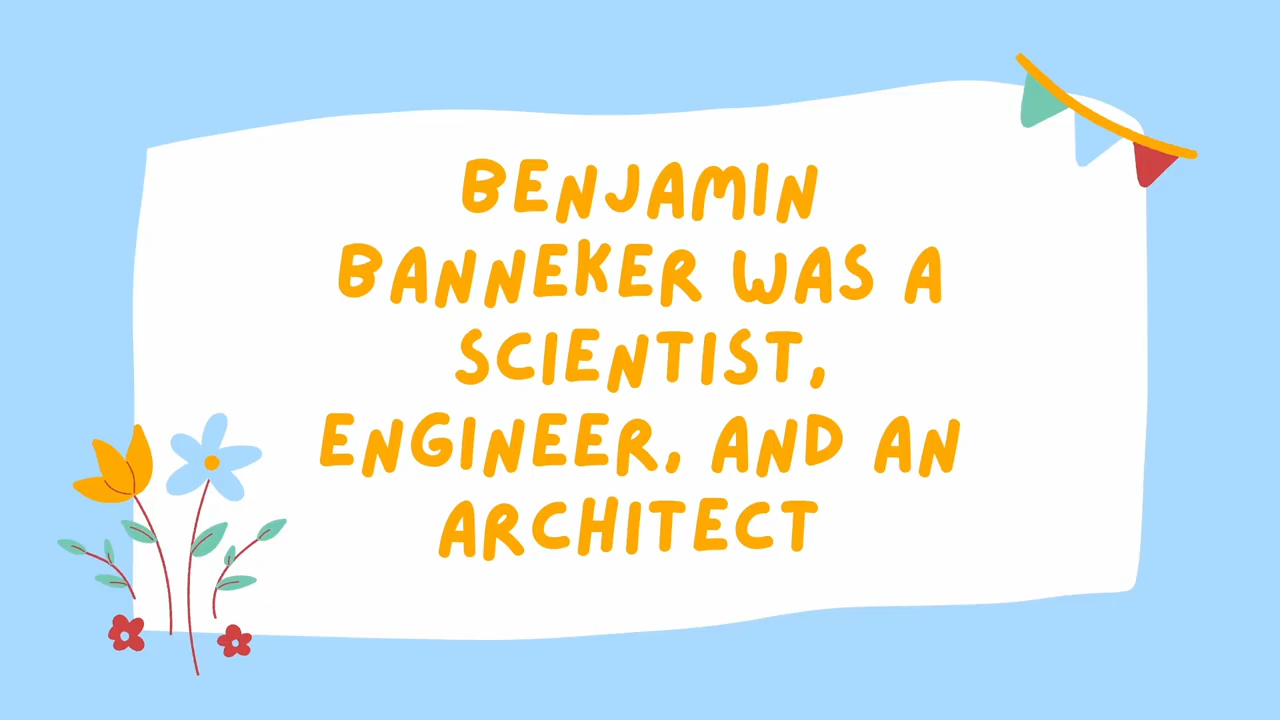 BENJAMIN
BANNEKER WAS A
SCIENTIST,
ENGINEER, AND AN
ARCHITECT